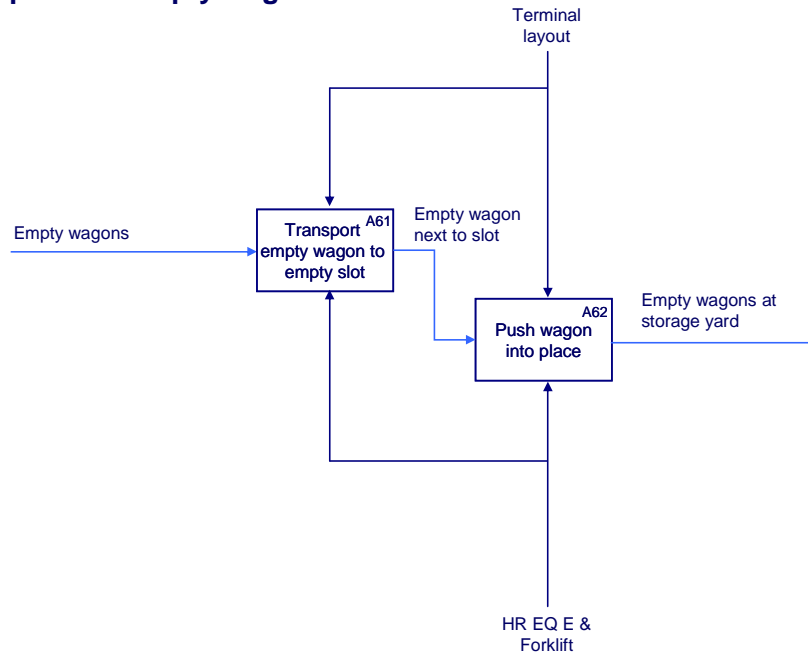 Terminal
layout
Empty wagons
Transport
A61
empty wagon to
empty slot
Empty wagon
next to slot
Empty wagons at
storage yard
A62
Push wagon
into place
HR EQ E &
Forklift